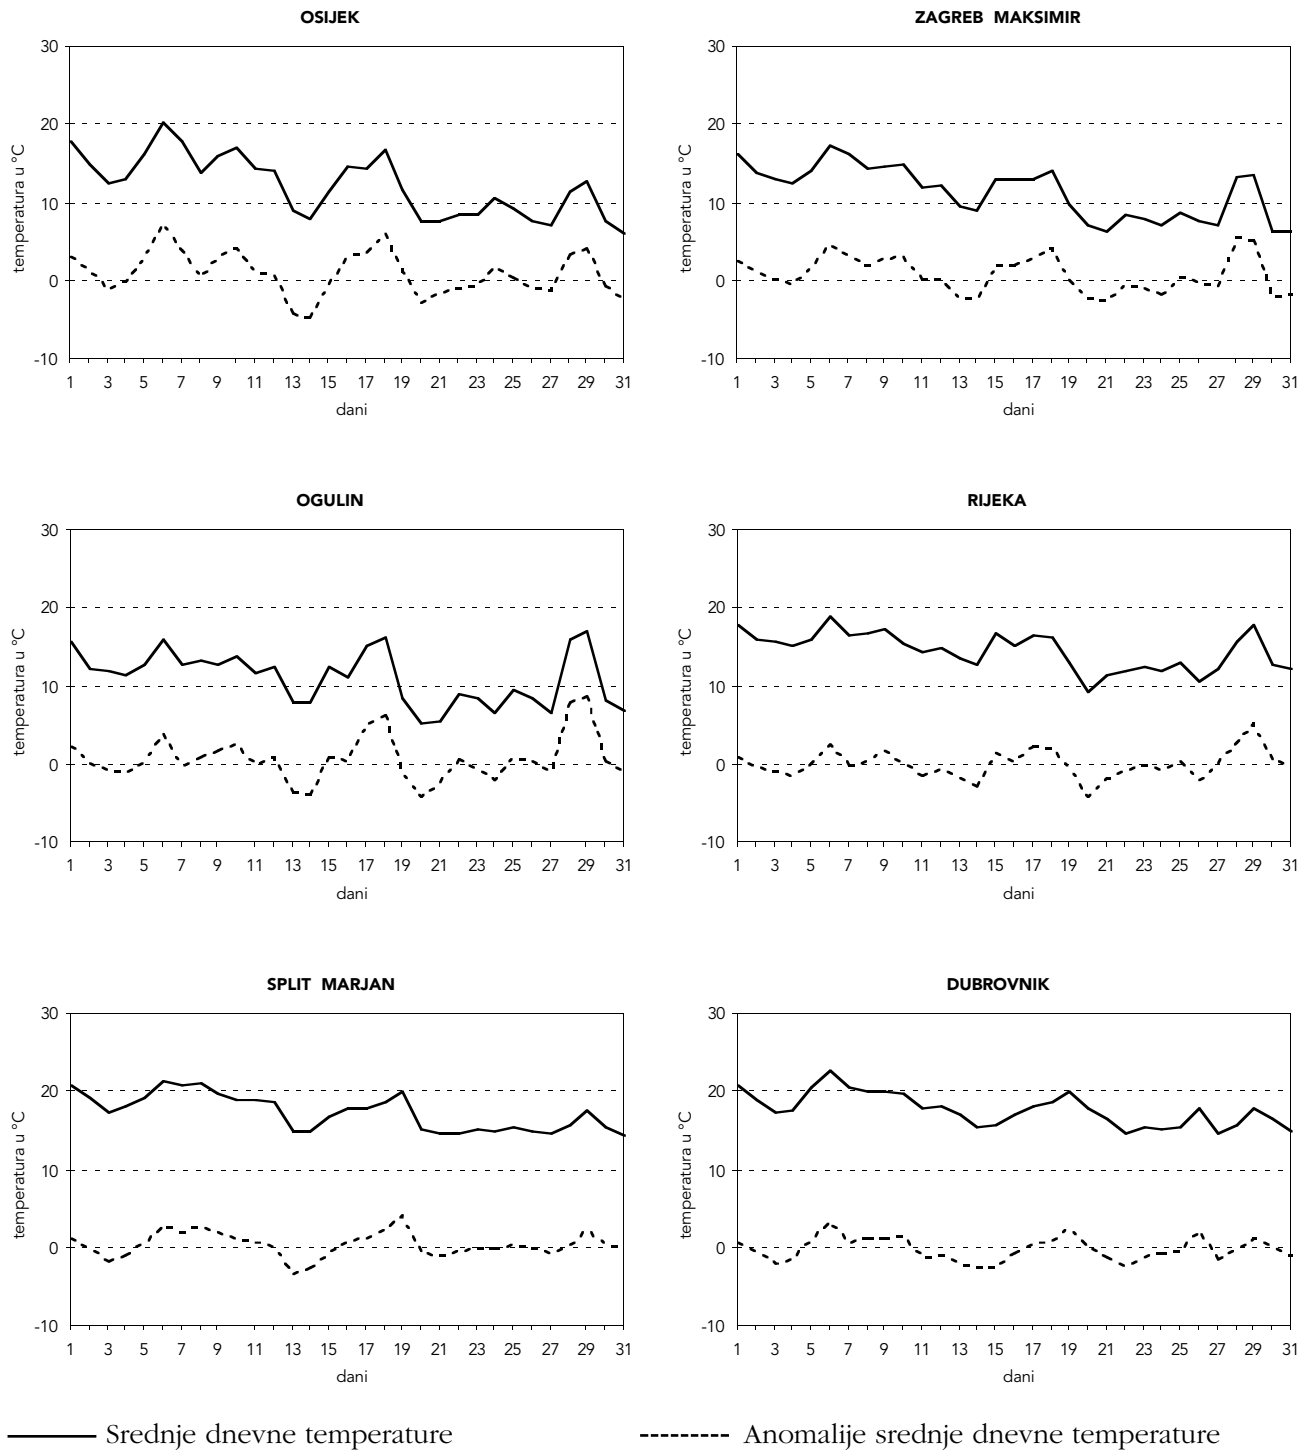 OSIJEK
30
20
10
0
-10
temperatura u °C
1 3 5 7 9 11 13 15 17 19 21 23 25 27 29 31
dani
ZAGREB MAKSIMIR
30
20
10
0
-10
temperatura u °C
1 3 5 7 9 11 13 15 17 19 21 23 25 27 29 31
dani
OGULIN
30
20
10
0
-10
temperatura u °C
1 3 5 7 9 11 13 15 17 19 21 23 25 27 29 31
dani
RIJEKA
30
20
10
0
-10
temperatura u °C
1 3 5 7 9 11 13 15 17 19 21 23 25 27 29 31
dani
SPLIT MARJAN
30
20
10
0
-10
temperatura u °C
1 3 5 7 9 11 13 15 17 19 21 23 25 27 29 31
dani
DUBROVNIK
30
20
10
0
-10
temperatura u °C
1 3 5 7 9 11 13 15 17 19 21 23 25 27 29 31
dani
Srednje dnevne temperature
Anomalije srednje dnevne temperature